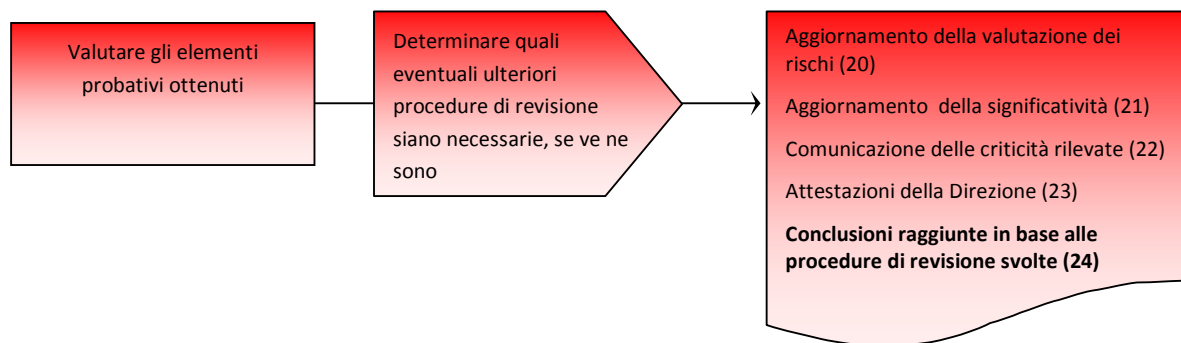 Valutare gli elementi
probativi ottenuti
Determinare quali
eventuali ulteriori
procedure di revisione
siano necessarie, se ve ne
sono
Aggiornamento della valutazione dei
rischi (20)
Aggiornamento della significatività (21)
Comunicazione delle criticità rilevate (22)
Attestazioni della Direzione (23)
Conclusioni raggiunte in base alle
procedure di revisione svolte (24)